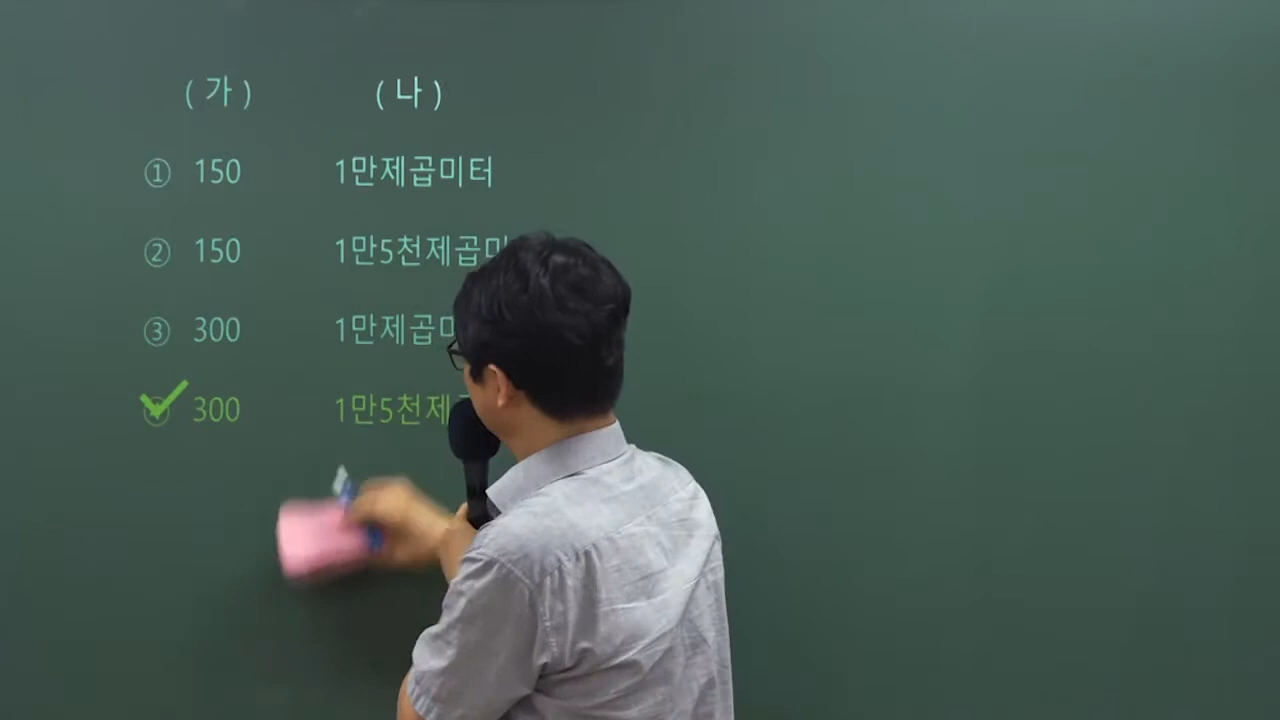 (가) (나)
① 150 1만제곱미터
② 150 1만5천제곱
③ 300 1만제곱
300 1만5천제